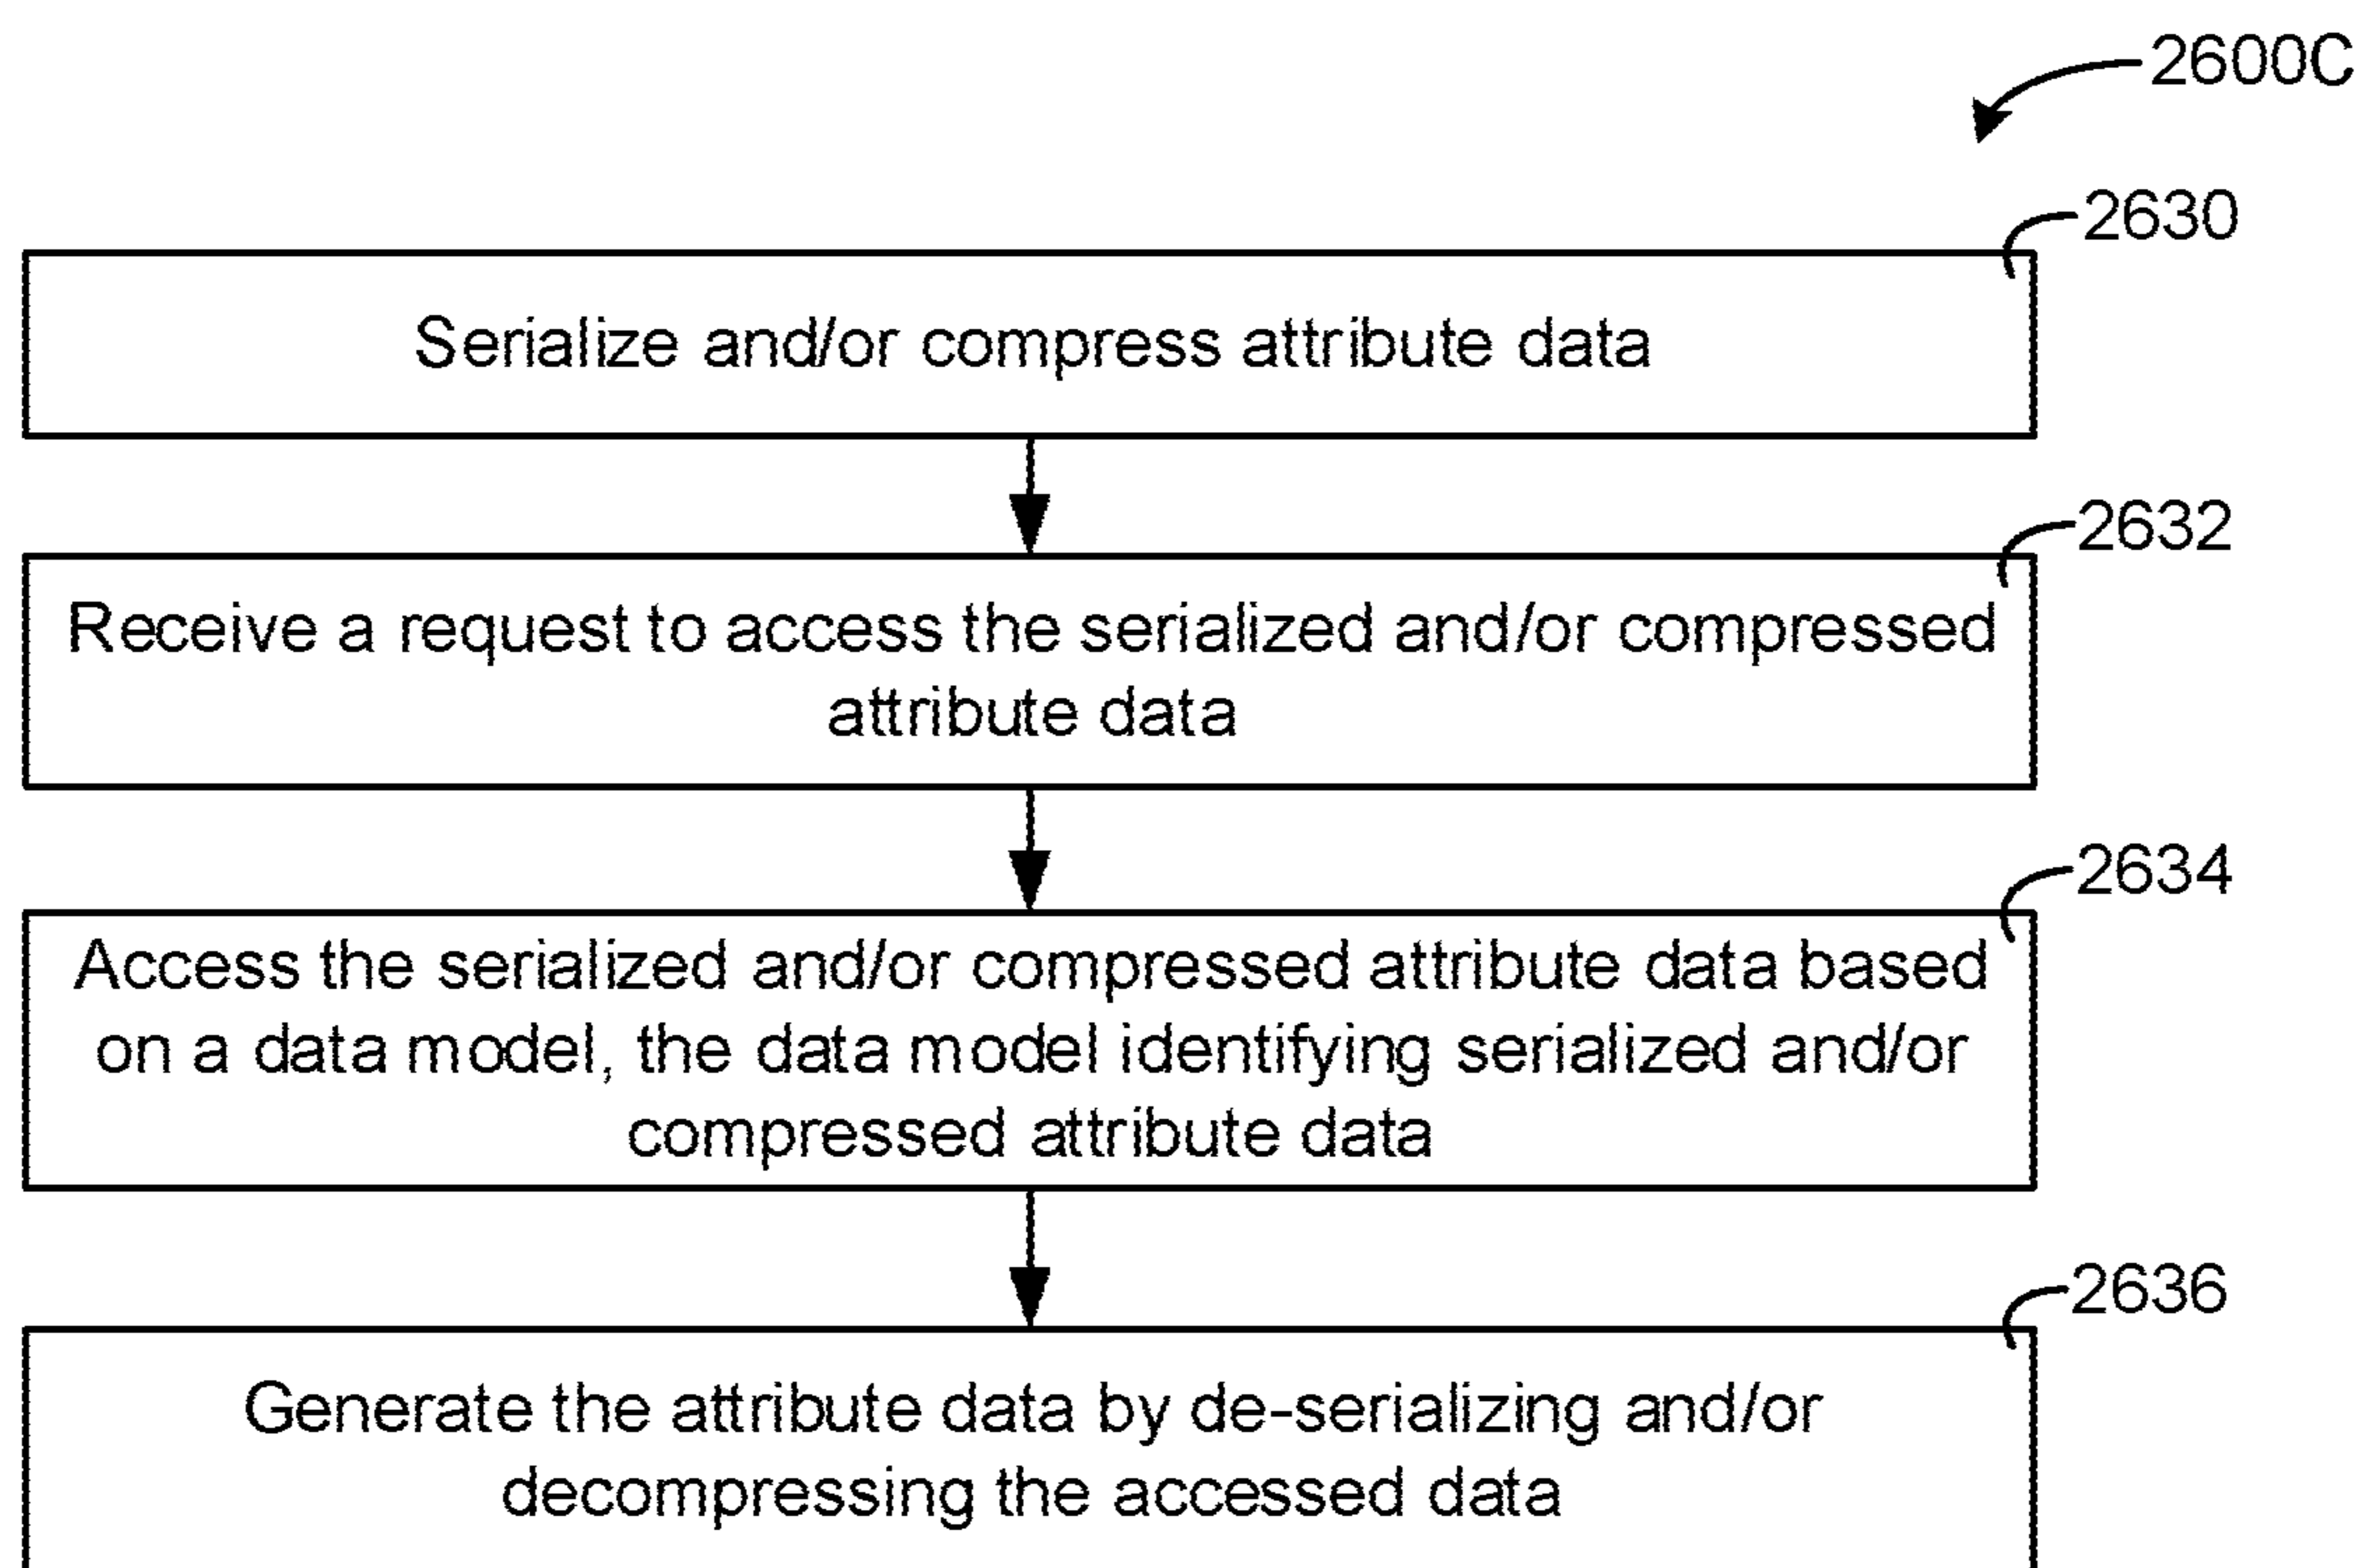 2600C
2630
Serialize and/or compress attribute data
2632
Receive a request to access the serialized and/or compressed
attribute data
2634
Access the serialized and/or compressed attribute data based
on a data model, the data model identifying serialized and/or
compressed attribute data
2636
Generate the attribute data by de-serializing and/or
decompressing the accessed data